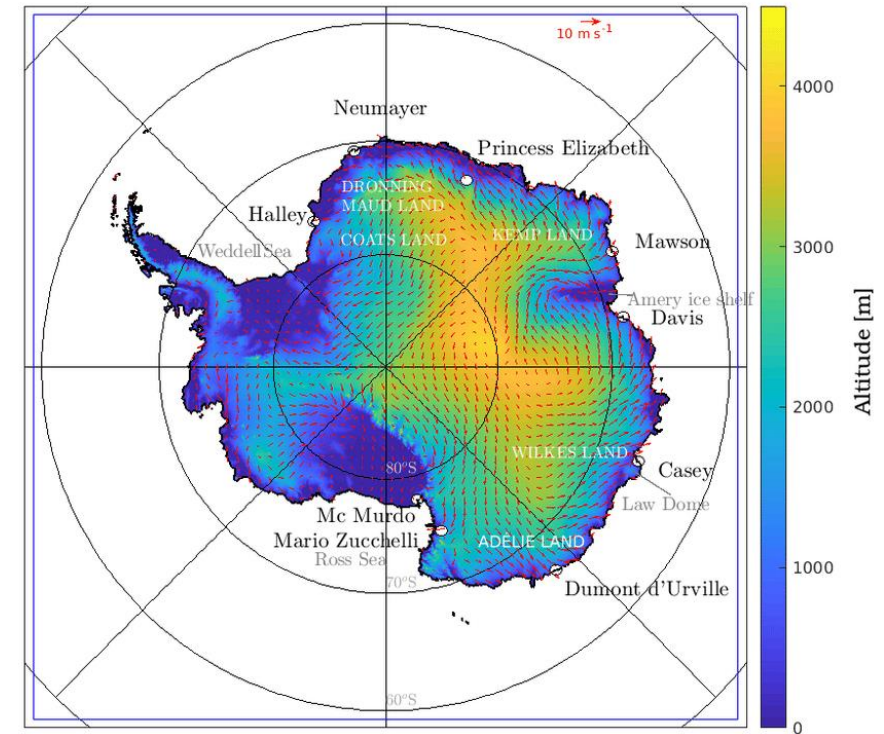 10 m s⁻¹
Neumayer
Princess Elizabeth
DRONNING
MAUD LAND
Halley
COATS LAND
KEMP LAND
Weddell Sea
Mawson
Amery ice shelf
Davis
WILKES LAND
80°S
Casey
Law Dome
Mc Murdo
Mario Zucchelli
ADÈLIE LAND
Ross Sea
70°S
Dumont d'Urville
60°S
4000
3000
2000
1000
0
Altitude [m]